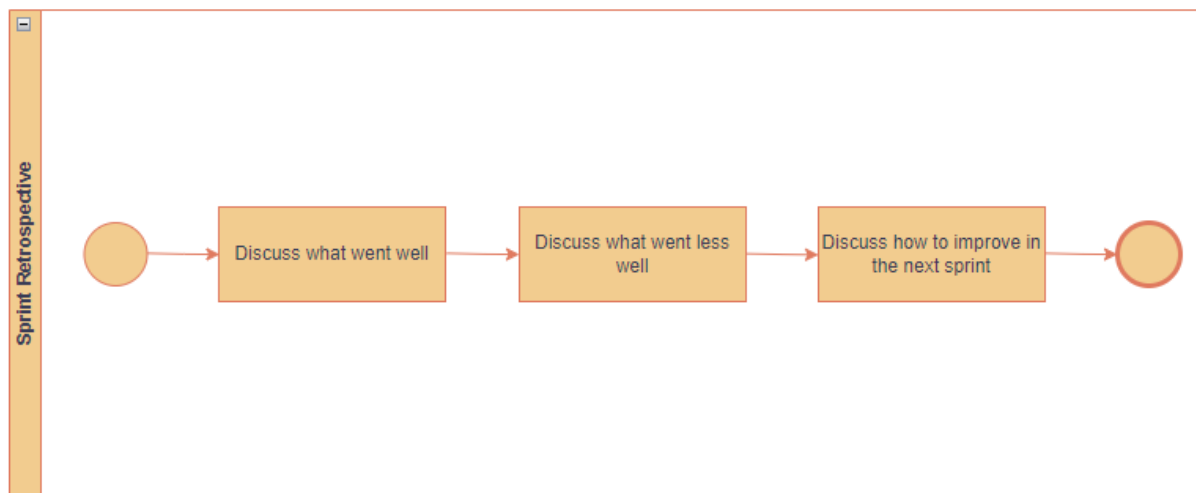 Sprint Retrospective
Discuss what went well
Discuss what went less
well
Discuss how to improve in
the next sprint